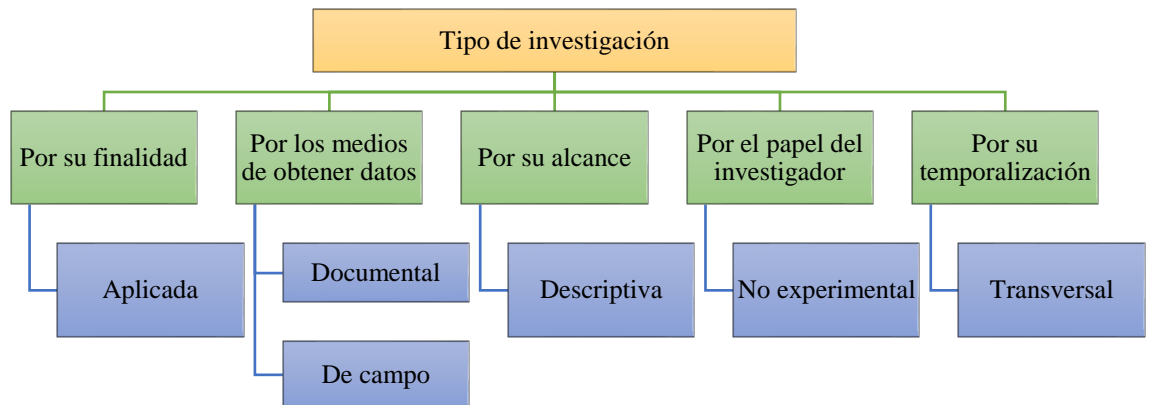 Tipo de investigación
Por su finalidad
Aplicada
Por los medios
de obtener datos
Documental
De campo
Por su alcance
Descriptiva
Por el papel del
investigador
No experimental
Por su
temporalización
Transversal